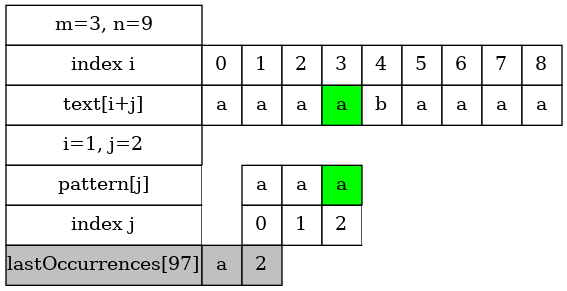 m=3, n=9
index i 0 1 2 3 4 5 6 7 8
text[i+j] a a a a b a a a a
i=1, j=2
pattern[j] a a a
index j 0 1 2
lastOccurrences[97] a 2